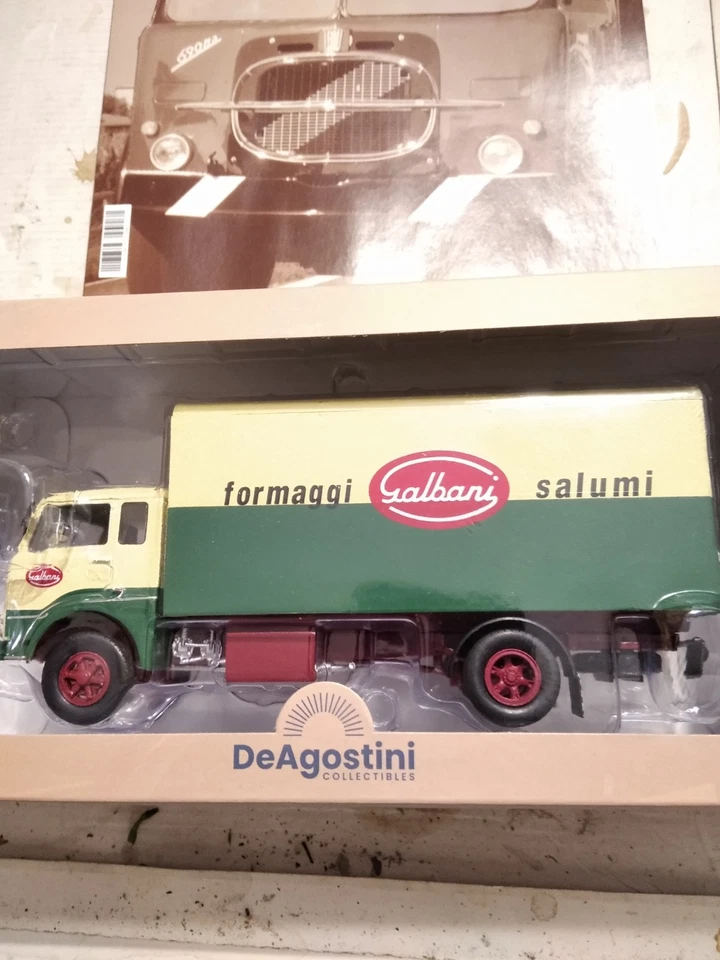 formaggi Galbani salumi
Galbani
DeAgostini
COLLECTIBLES